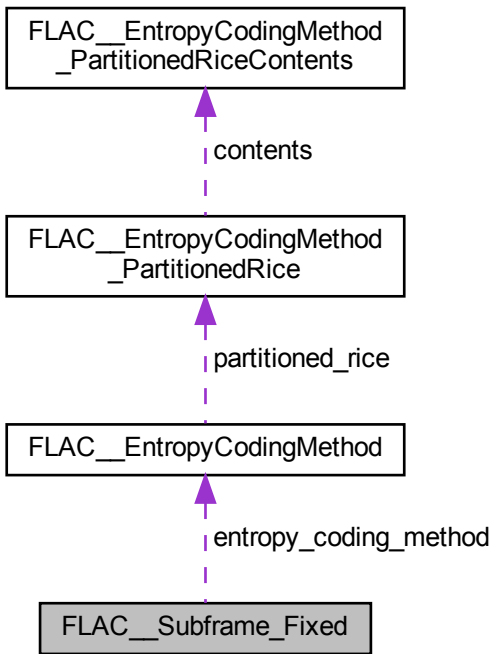 FLAC__EntropyCodingMethod
_PartitionedRiceContents
contents
FLAC__EntropyCodingMethod
_PartitionedRice
partitioned_rice
FLAC__EntropyCodingMethod
entropy_coding_method
FLAC__Subframe_Fixed